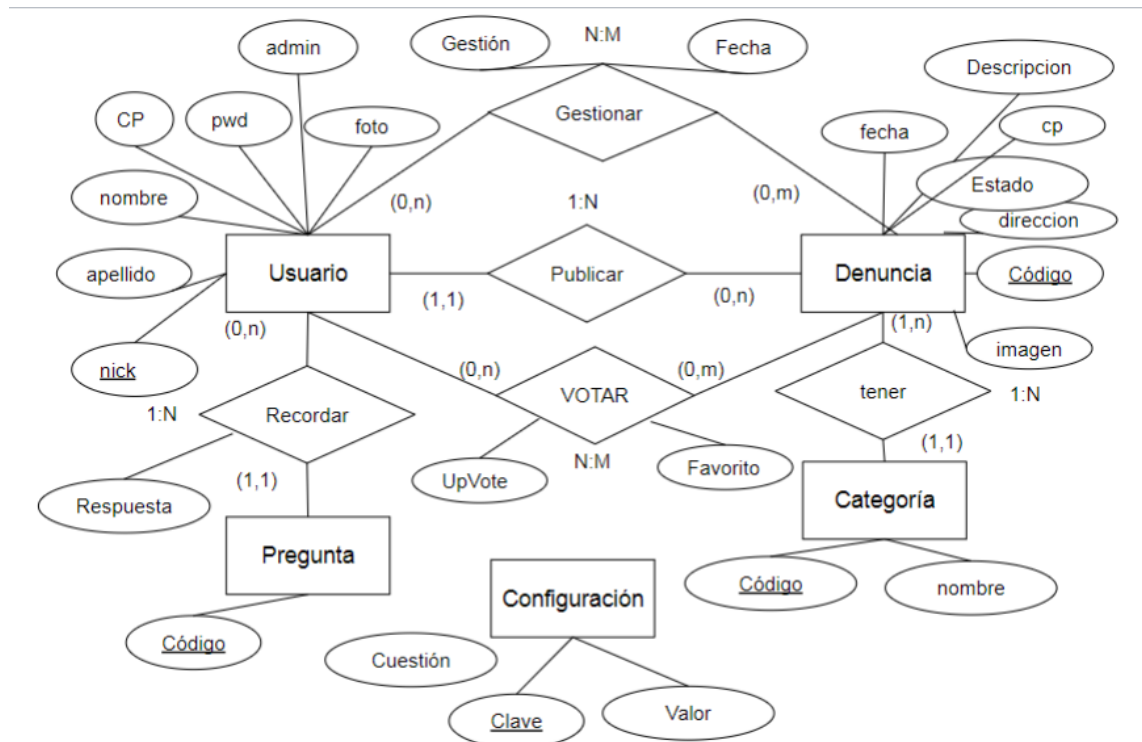 admin
Gestión
N:M
Fecha
Descripcion
CP
pwd
foto
Gestionar
fecha
cp
nombre
(0,n)
1:N
(0,m)
Estado
direccion
apellido
Usuario
Publicar
Denuncia
Código
(1,1)
(0,n)
(0,n)
(1,n)
nick
(0,n)
(0,m)
imagen
1:N
Recordar
VOTAR
tener
1:N
Respuesta
(1,1)
UpVote
N:M
Favorito
(1,1)
Categoría
Pregunta
Código
nombre
Configuración
Código
Cuestión
Clave
Valor